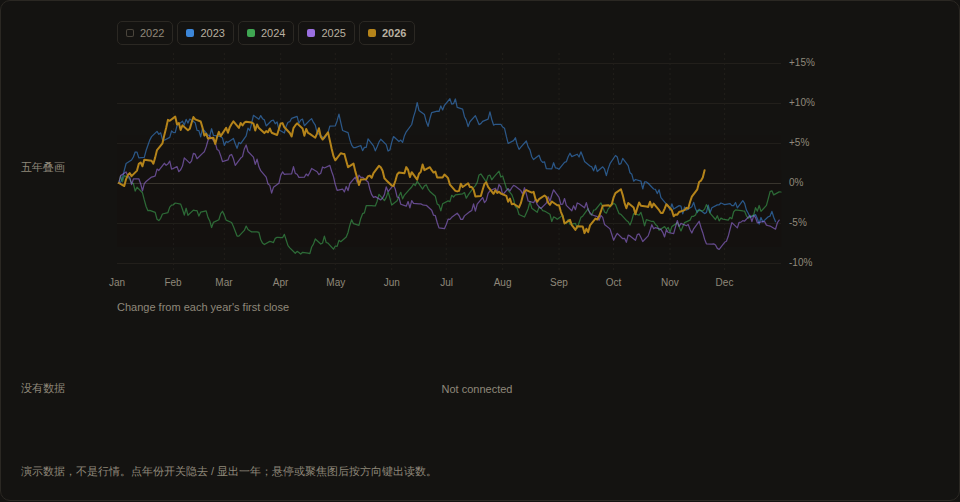 2022 2023 2024 2025 2026
+15%
+10%
+5%
五年叠画
0%
-5%
-10%
Jan Feb Mar Apr May Jun Jul Aug Sep Oct Nov Dec
Change from each year's first close
没有数据
Not connected
演示数据，不是行情。点年份开关隐去 / 显出一年；悬停或聚焦图后按方向键出读数。